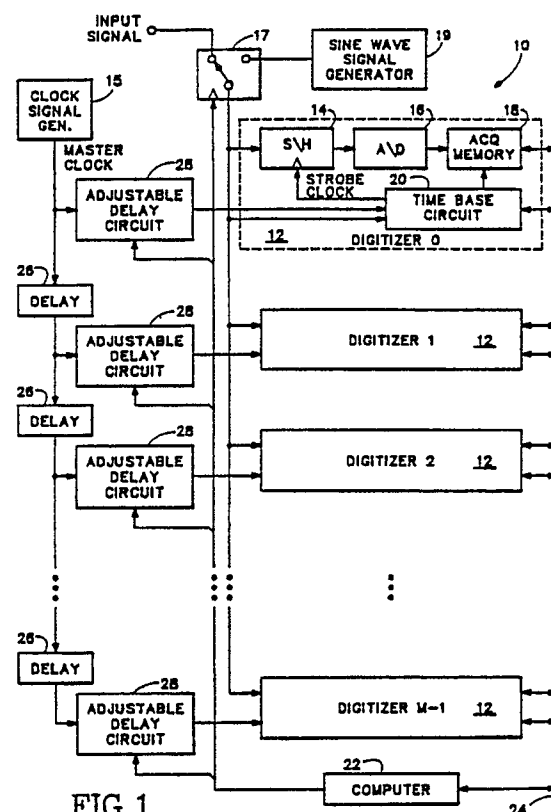 INPUT
SIGNAL
17
SINE WAVE
SIGNAL
GENERATOR
19
10
15
CLOCK
SIGNAL
GEN.
MASTER
CLOCK
28
ADJUSTABLE
DELAY
CIRCUIT
14
S\H
16
A\D
18
ACQ
MEMORY
STROBE
CLOCK
20
TIME BASE
CIRCUIT
12
DIGITIZER 0
26
DELAY
28
ADJUSTABLE
DELAY
CIRCUIT
DIGITIZER 1
12
26
DELAY
28
ADJUSTABLE
DELAY
CIRCUIT
DIGITIZER 2
12
26
DELAY
28
ADJUSTABLE
DELAY
CIRCUIT
DIGITIZER M-1
12
22
COMPUTER
24
FIG. 1